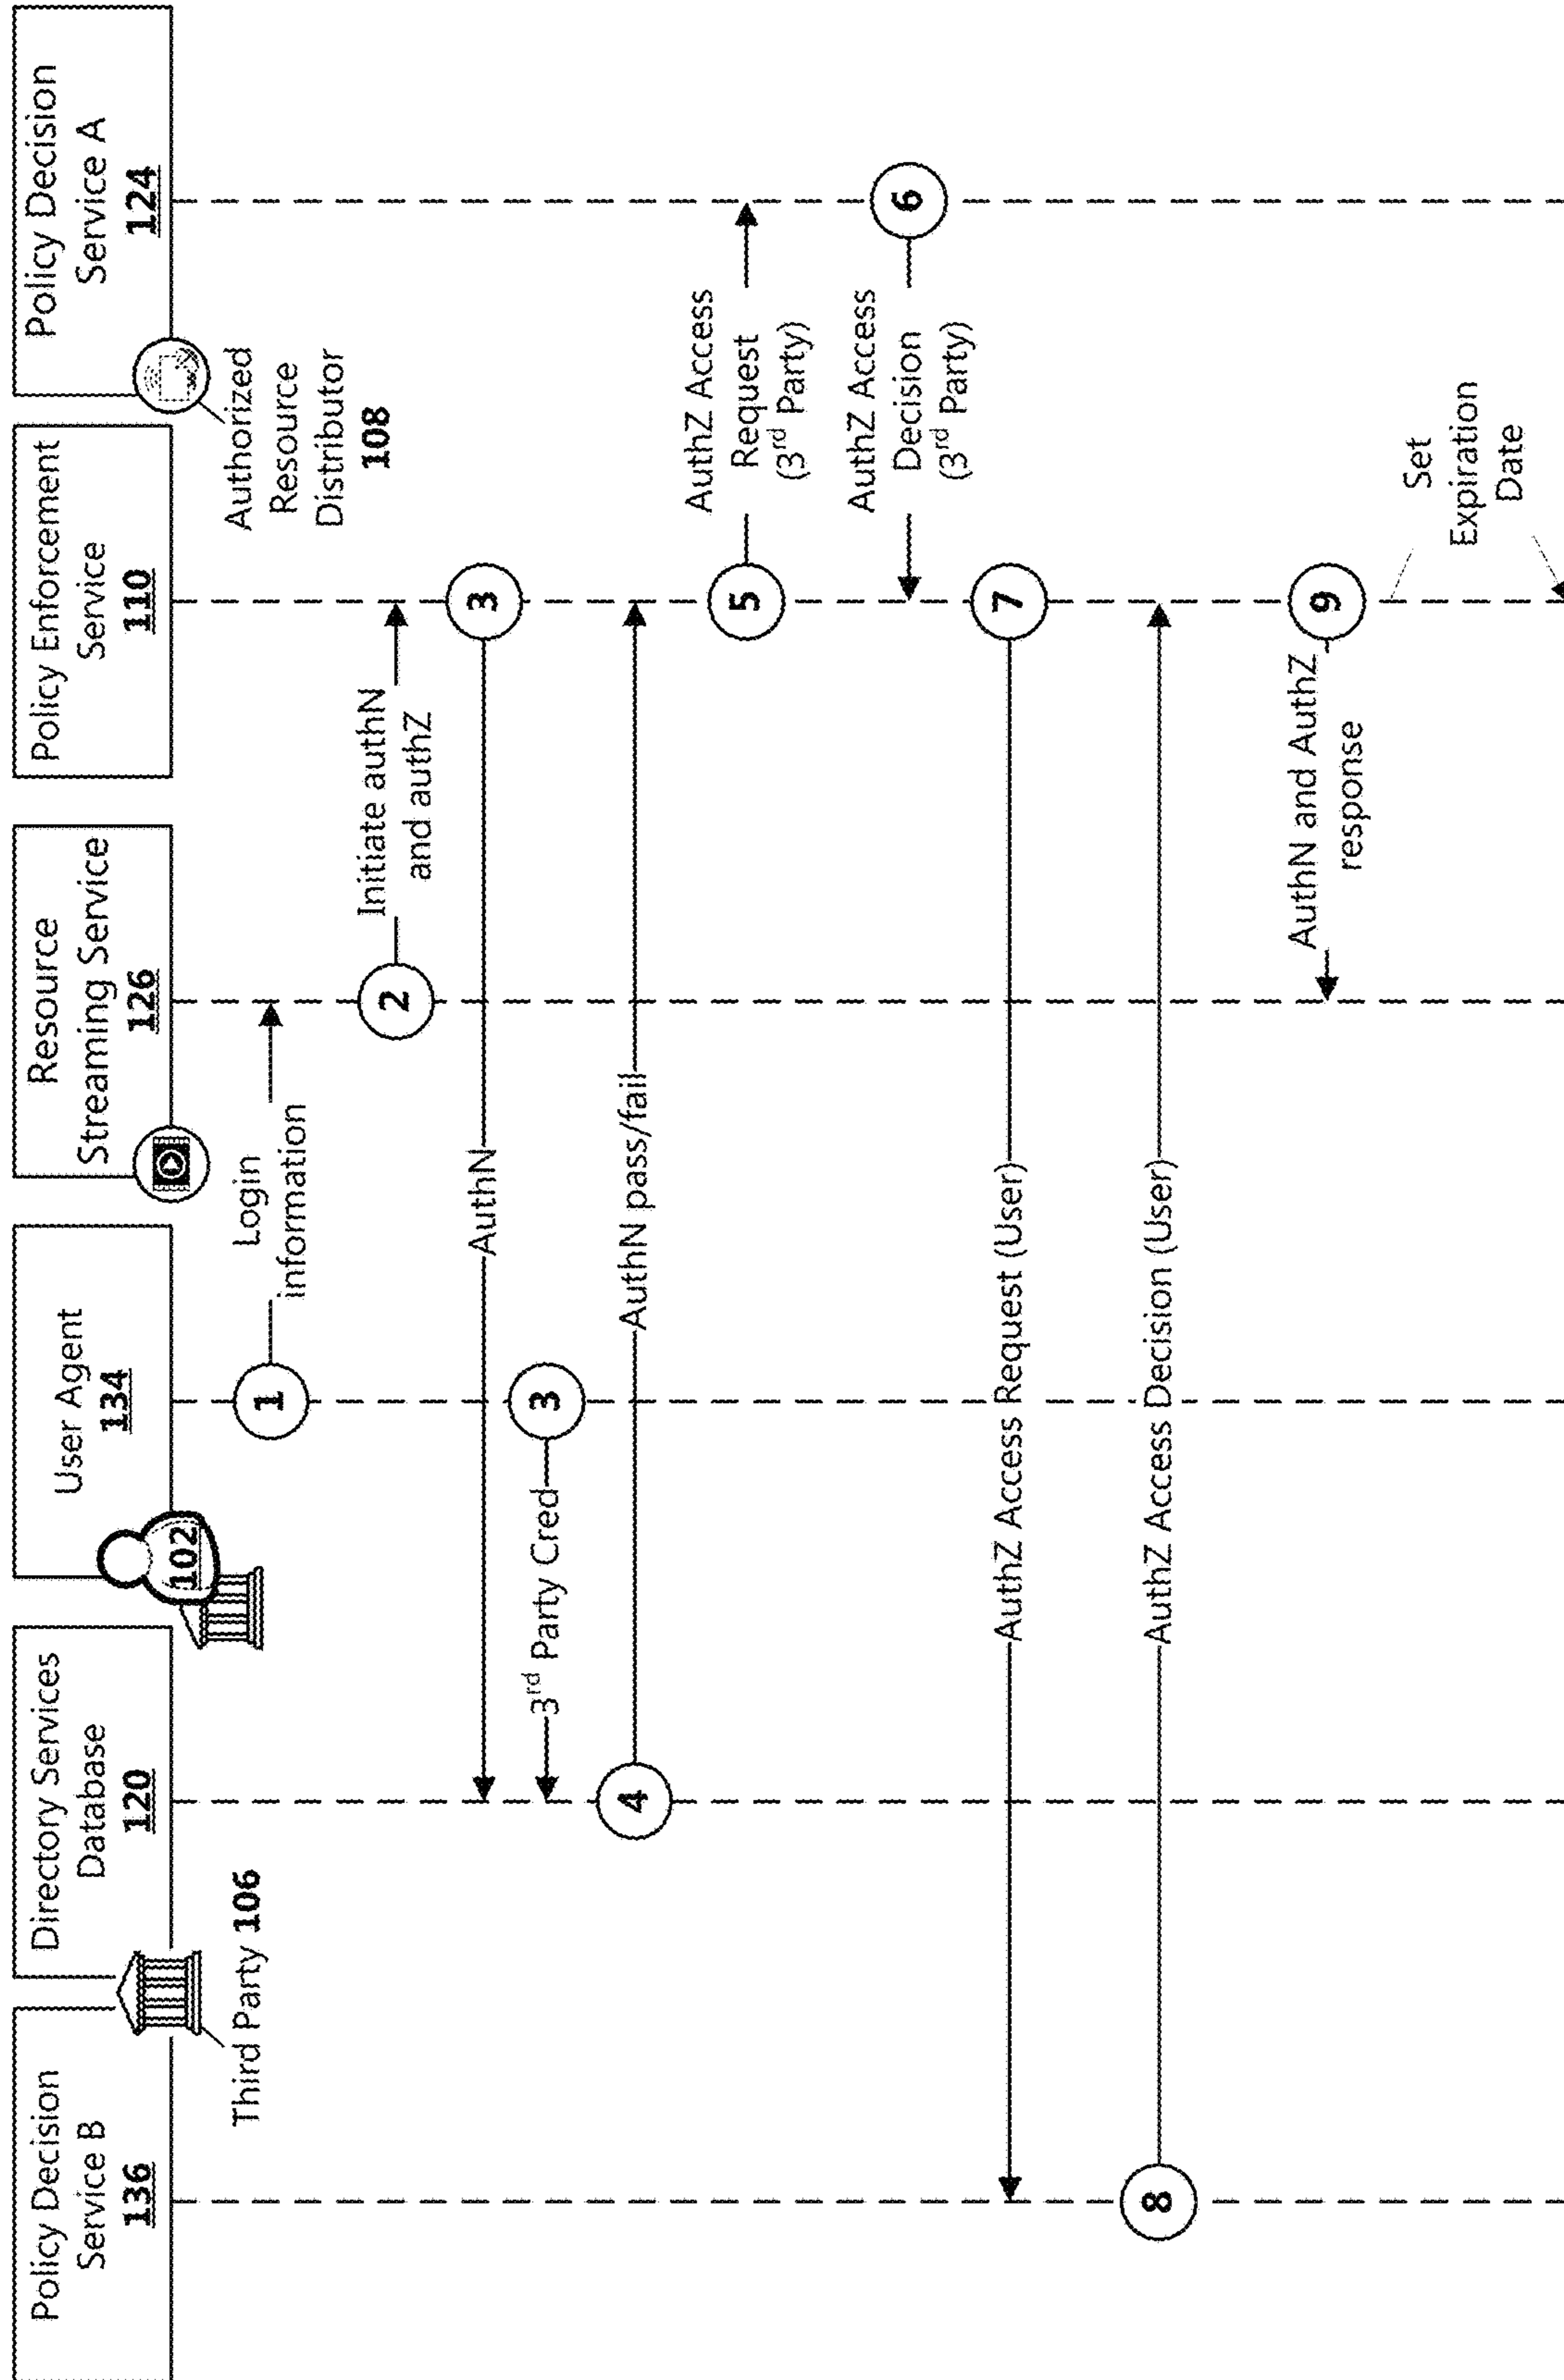 Policy Decision
Service B
136
Directory Services
Database
120
User Agent
134
Resource
Streaming Service
126
Policy Enforcement
Service
110
Policy Decision
Service A
124
Third Party 106
102
Authorized
Resource
Distributor
108
1
Login
information
2
Initiate authN
and authZ
3
AuthN
3
3rd Party Cred
4
AuthN pass/fail
5
AuthZ Access
Request
(3rd Party)
6
AuthZ Access
Decision
(3rd Party)
7
AuthZ Access Request (User)
8
AuthZ Access Decision (User)
9
AuthN and AuthZ
response
Set
Expiration
Date